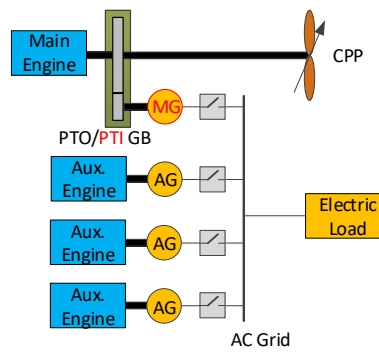 Main
Engine
CPP
MG
PTO/PTI GB
Aux.
Engine
AG
Aux.
Engine
AG
Electric
Load
Aux.
Engine
AG
AC Grid